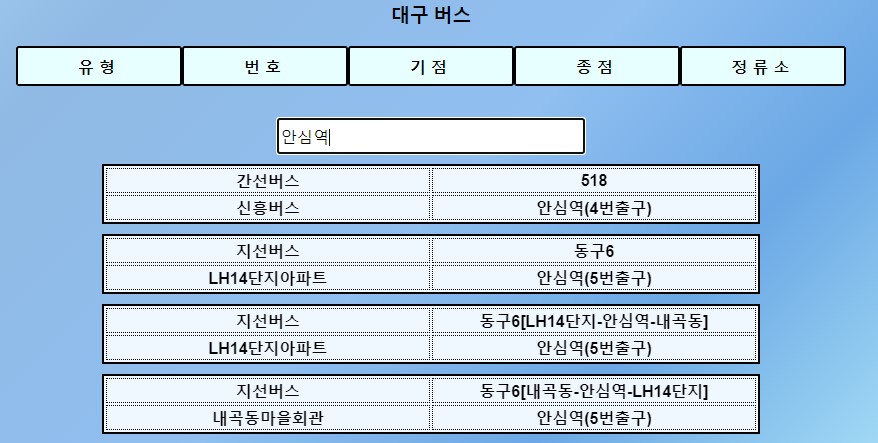 대구 버스
유 형 번 호 기 점 종 점 정 류 소
안심역
간선버스 518
신흥버스 안심역(4번출구)
지선버스 동구6
LH14단지아파트 안심역(5번출구)
지선버스 동구6[LH14단지-안심역-내곡동]
LH14단지아파트 안심역(5번출구)
지선버스 동구6[내곡동-안심역-LH14단지]
내곡동마을회관 안심역(5번출구)